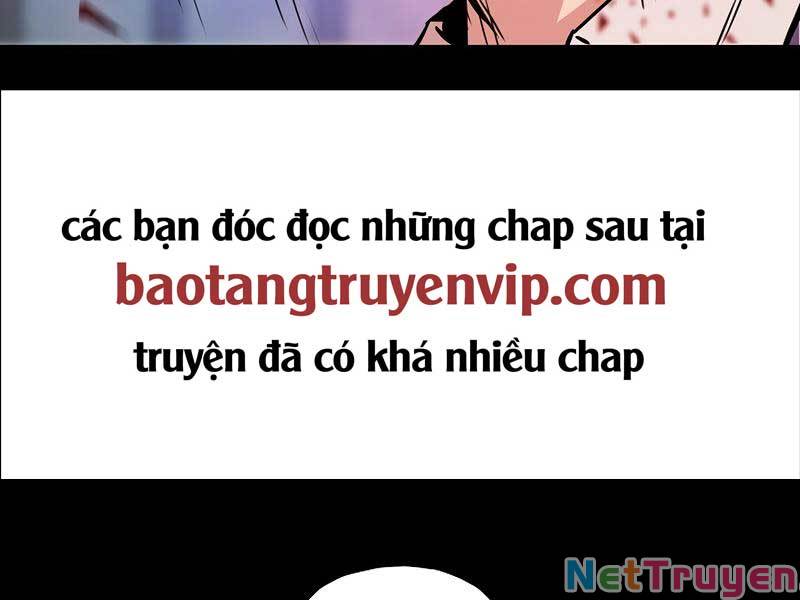 các bạn đóc đọc những chap sau tại
baotangtruyenvip.com
truyện đã có khá nhiều chap
NetTruyen